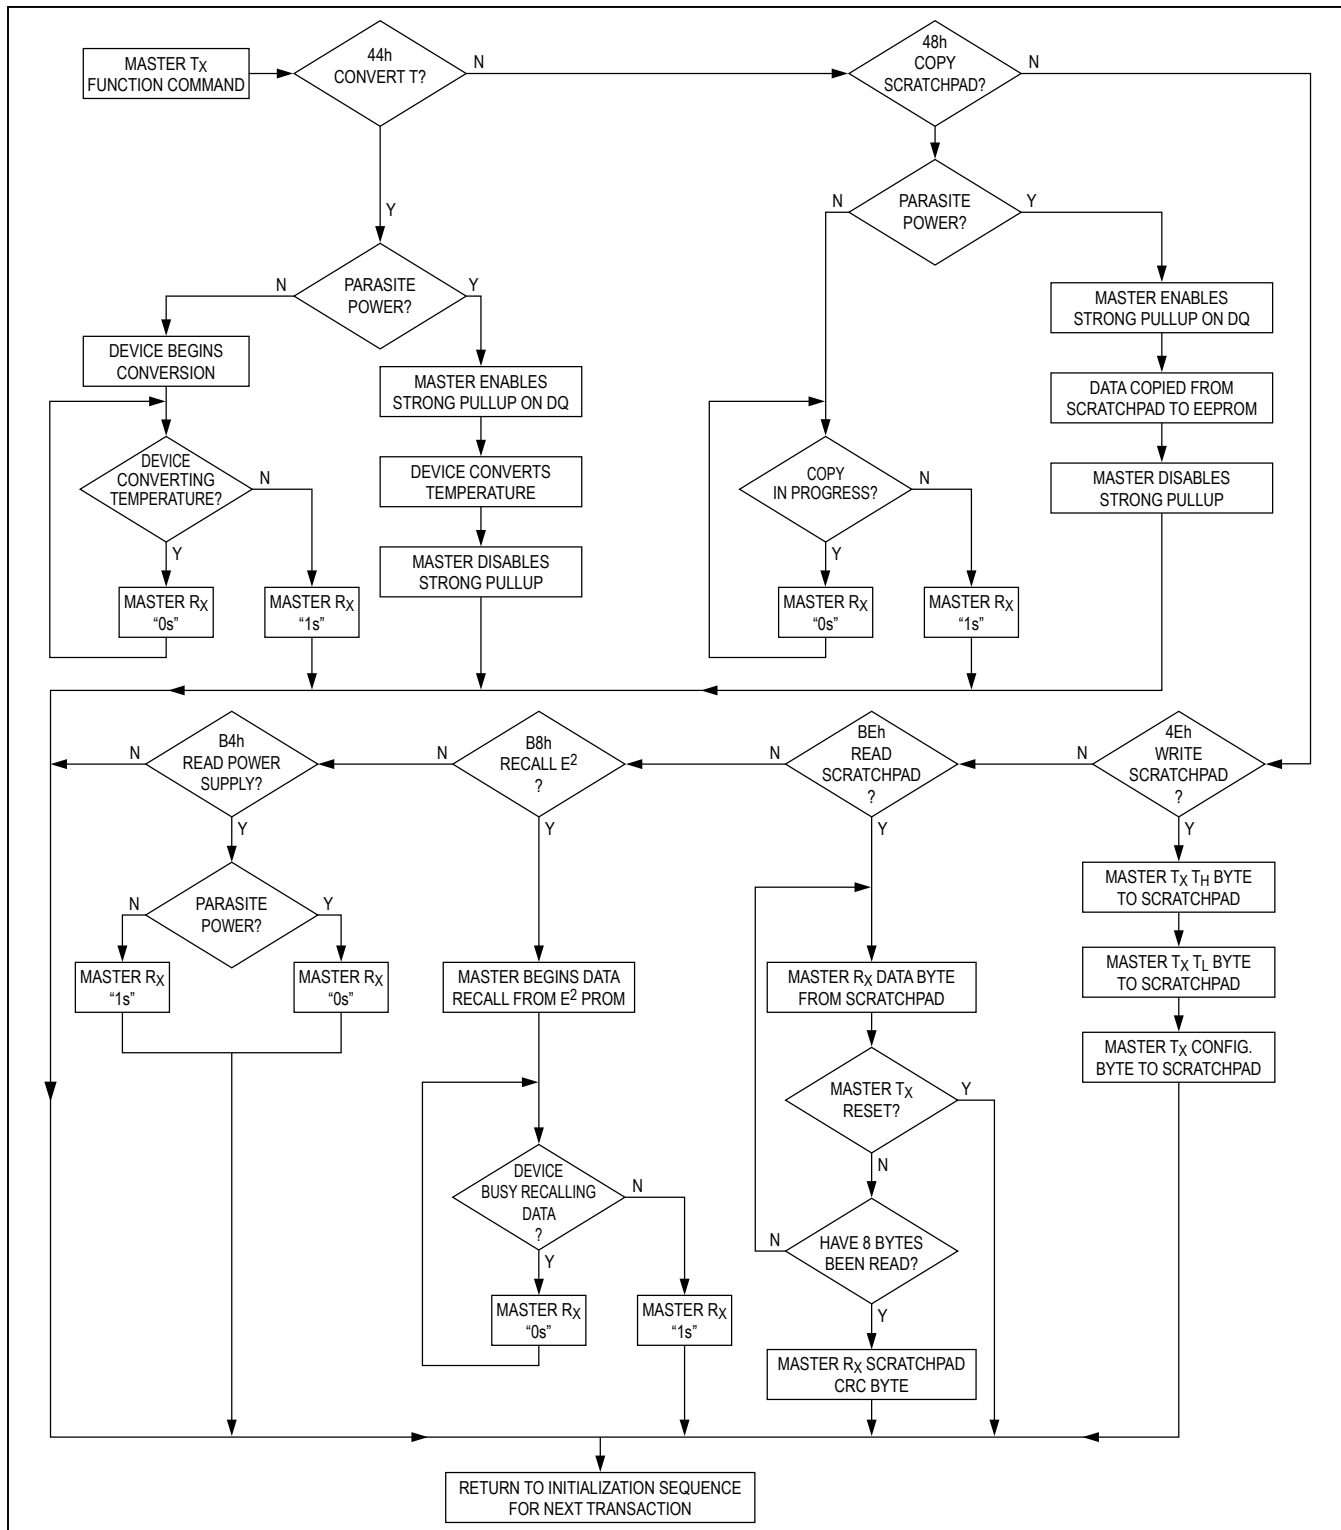 MASTER TX
FUNCTION COMMAND
44h
CONVERT T?
N
Y
48h
COPY
SCRATCHPAD?
N
PARASITE
POWER?
N
Y
PARASITE
POWER?
N
Y
DEVICE BEGINS
CONVERSION
MASTER ENABLES
STRONG PULLUP ON DQ
DEVICE
CONVERTING
TEMPERATURE?
N
Y
DEVICE CONVERTS
TEMPERATURE
MASTER DISABLES
STRONG PULLUP
MASTER RX
“0s”
MASTER RX
“1s”
MASTER ENABLES
STRONG PULLUP ON DQ
DATA COPIED FROM
SCRATCHPAD TO EEPROM
MASTER DISABLES
STRONG PULLUP
COPY
IN PROGRESS?
N
Y
MASTER RX
“0s”
MASTER RX
“1s”
4Eh
WRITE
SCRATCHPAD
?
N
Y
BEh
READ
SCRATCHPAD
?
N
Y
B8h
RECALL E2
?
N
Y
B4h
READ POWER
SUPPLY?
N
Y
PARASITE
POWER?
N
Y
MASTER RX
“1s”
MASTER RX
“0s”
MASTER BEGINS DATA
RECALL FROM E2 PROM
DEVICE
BUSY RECALLING
DATA
?
N
Y
MASTER RX
“0s”
MASTER RX
“1s”
MASTER RX DATA BYTE
FROM SCRATCHPAD
MASTER TX
RESET?
Y
N
HAVE 8 BYTES
BEEN READ?
N
Y
MASTER RX SCRATCHPAD
CRC BYTE
MASTER TX TH BYTE
TO SCRATCHPAD
MASTER TX TL BYTE
TO SCRATCHPAD
MASTER TX CONFIG.
BYTE TO SCRATCHPAD
RETURN TO INITIALIZATION SEQUENCE
FOR NEXT TRANSACTION